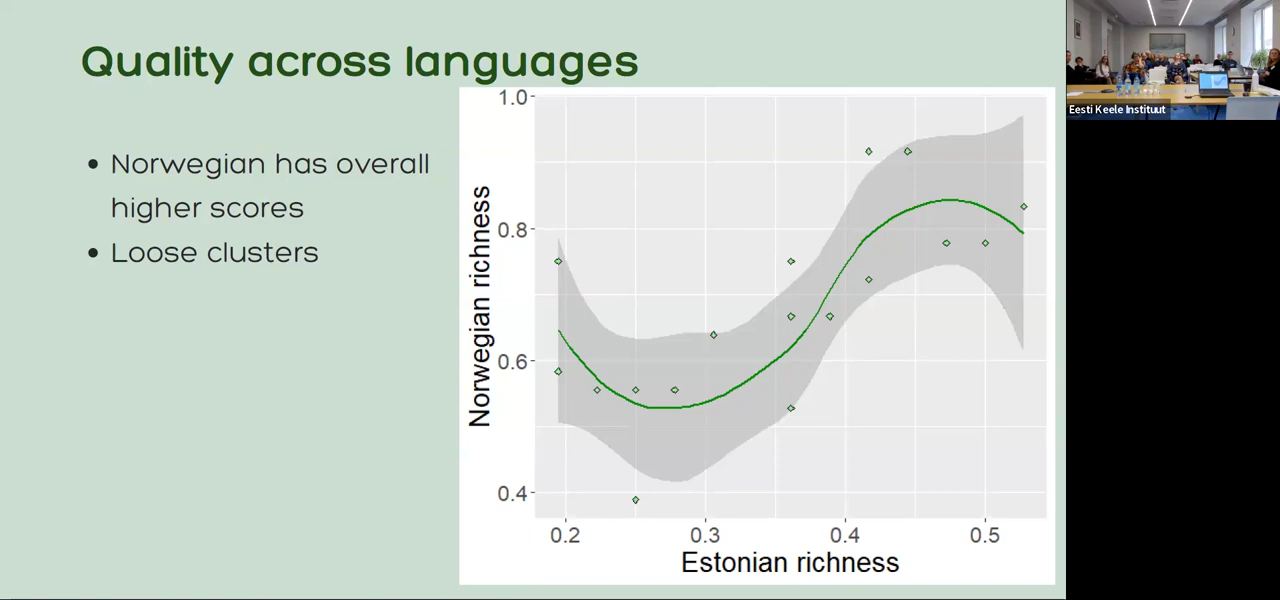 Quality across languages
• Norwegian has overall
higher scores
• Loose clusters
Norwegian richness
1.0
0.8
0.6
0.4
0.2 0.3 0.4 0.5
Estonian richness
Eesti Keele Instituut